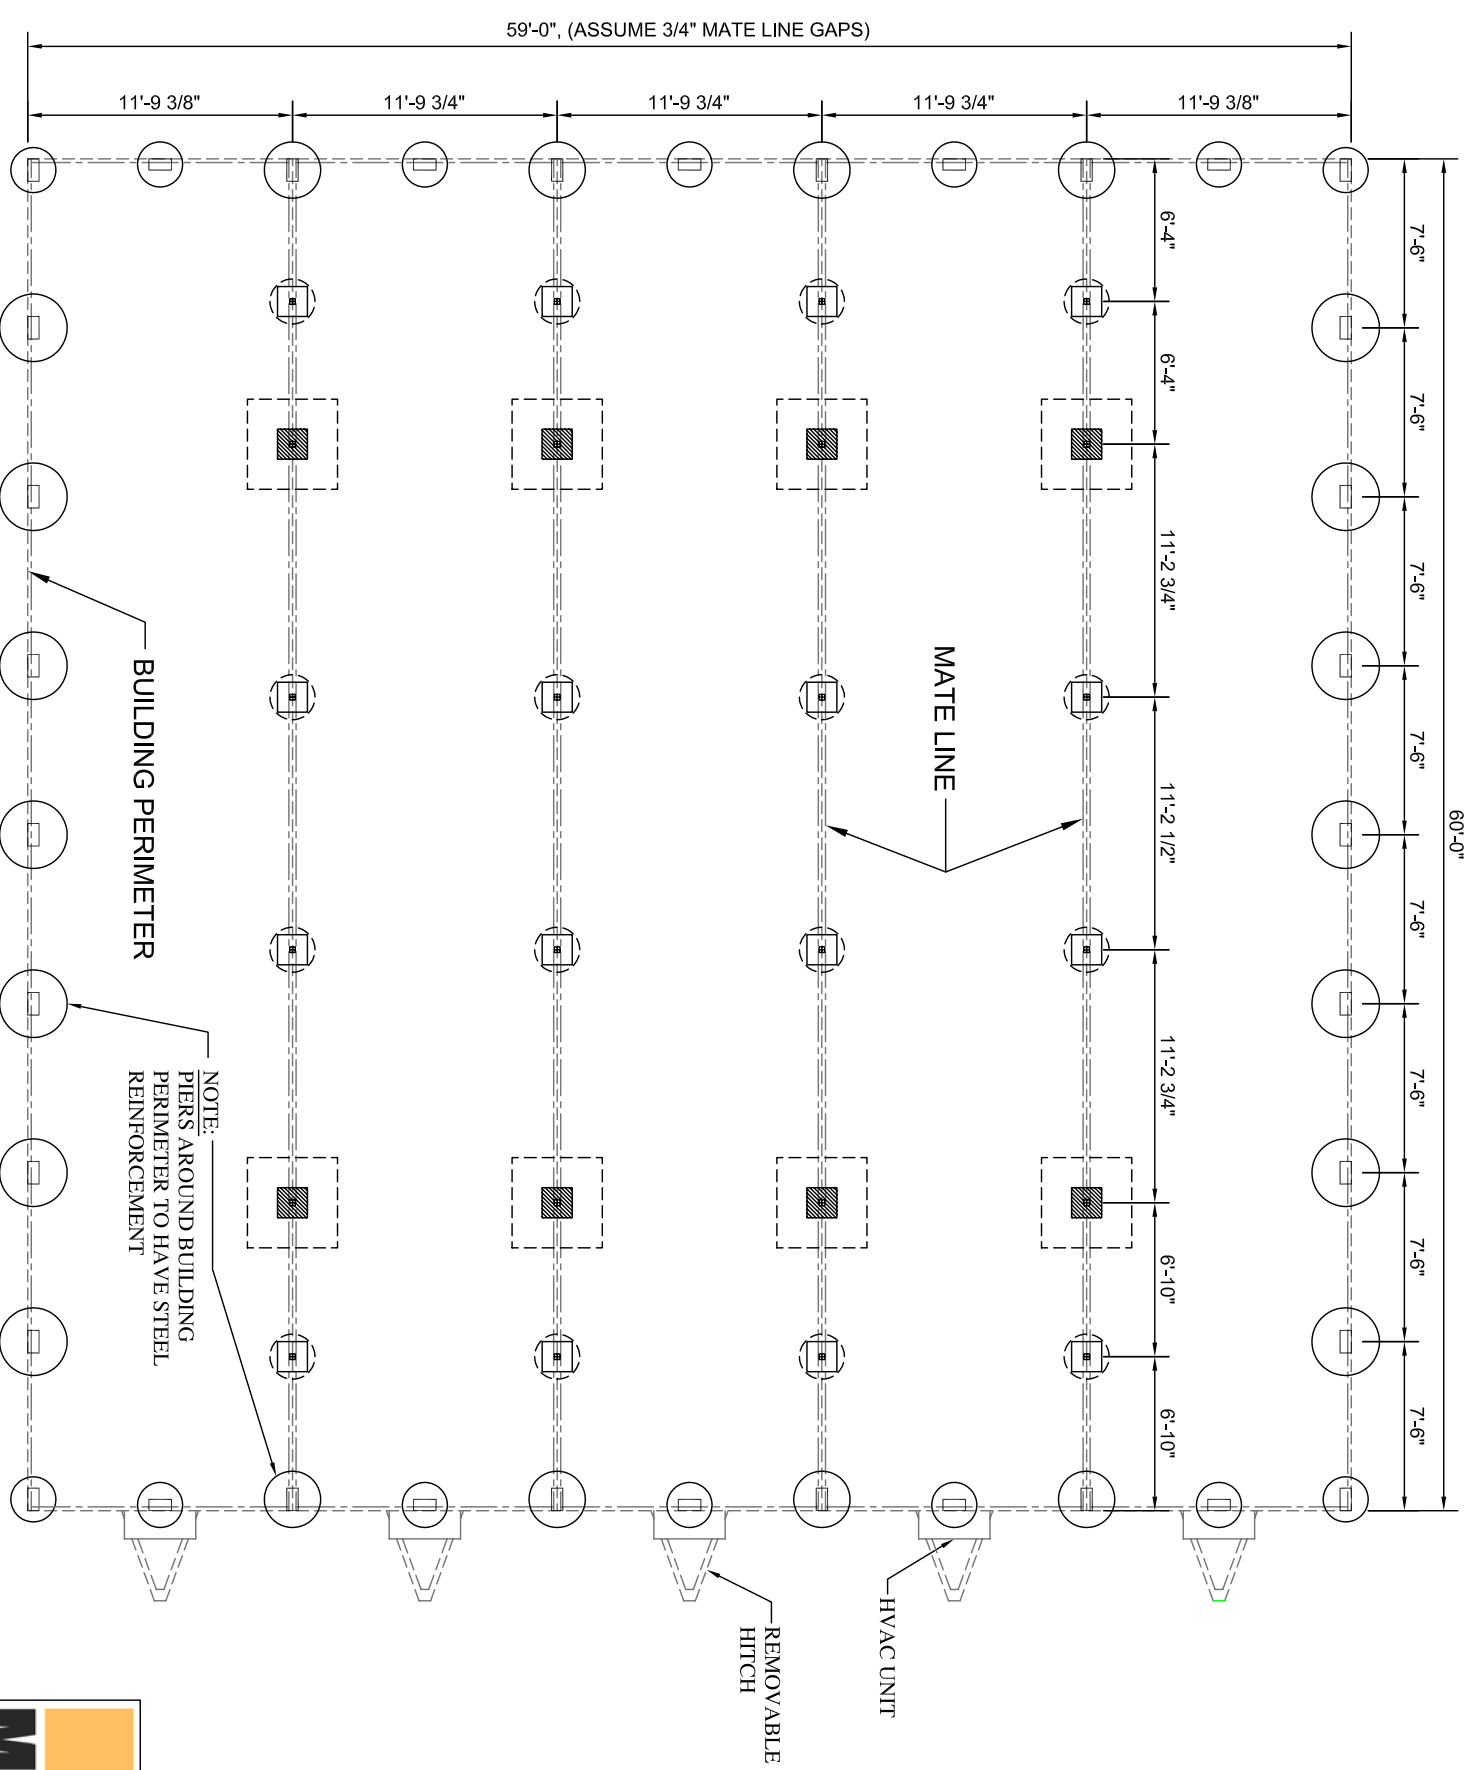 59'-0", (ASSUME 3/4" MATE LINE GAPS)
11'-9 3/8"
11'-9 3/4"
11'-9 3/4"
11'-9 3/4"
11'-9 3/8"
6'-4"
6'-4"
11'-2 3/4"
11'-2 1/2"
11'-2 3/4"
6'-10"
6'-10"
7'-6"
7'-6"
7'-6"
7'-6"
7'-6"
7'-6"
7'-6"
7'-6"
60'-0"
MATE LINE
BUILDING PERIMETER
NOTE:
PIERS AROUND BUILDING
PERIMETER TO HAVE STEEL
REINFORCEMENT
HVAC UNIT
REMOVABLE
HITCH
M